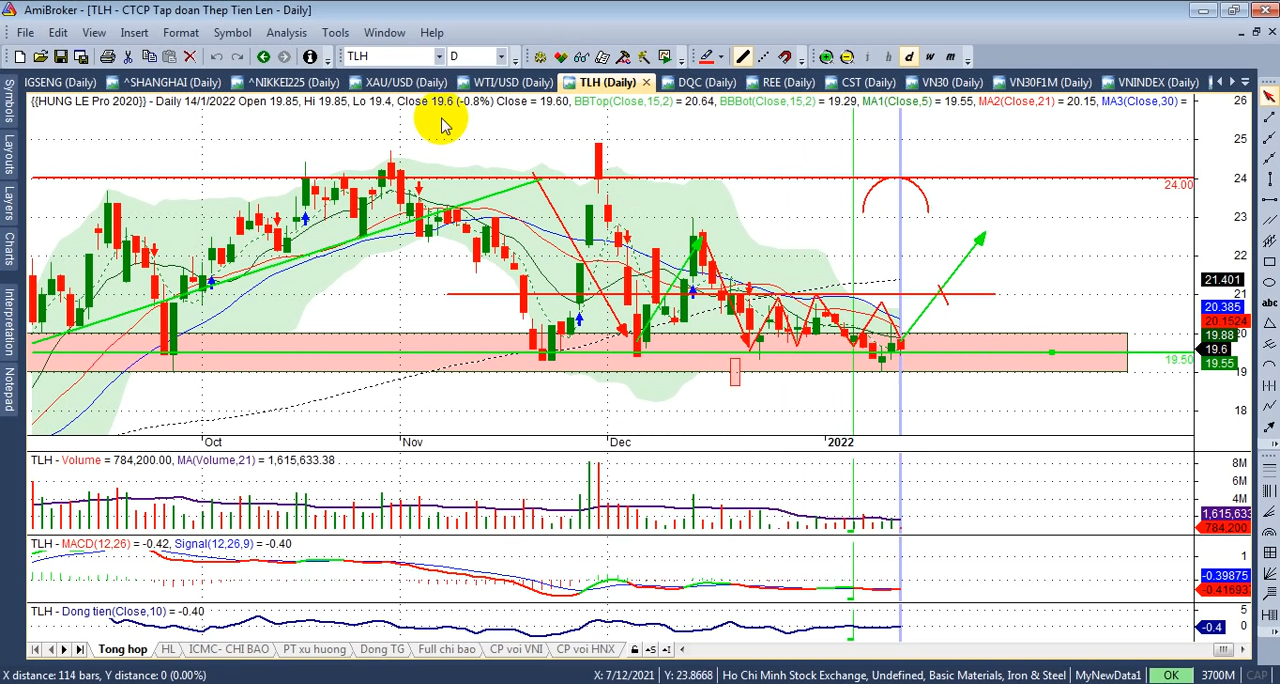 AmiBroker - [TLH - CTCP Tap doan Thep Tien Len - Daily]
File Edit View Insert Format Symbol Analysis Tools Window Help
TLH D i d w m
IGSENG (Daily) ^SHANGHAI (Daily) ^NIKKEI225 (Daily) XAU/USD (Daily) WTI/USD (Daily) TLH (Daily) DQC (Daily) REE (Daily) CST (Daily) VN30 (Daily) VN30F1M (Daily) VNINDEX (Daily)
{{HUNG LE Pro 2020}} - Daily 14/1/2022 Open 19.85, Hi 19.85, Lo 19.4, Close 19.6 (-0.8%) Close = 19.60, BBTop(Close,15,2) = 20.64, BBBot(Close,15,2) = 19.29, MA1(Close,5) = 19.55, MA2(Close,21) = 20.15, MA3(Close,30) =
Symbols
Layouts
Layers
Charts
Interpretation
Notepad
abc
26
25
24
24.00
23
22
21.401
21
20.385
20.1524
20
19.88
19.6
19.55
19.50
19
18
Oct Nov Dec 2022
TLH - Volume = 784,200.00, MA(Volume,21) = 1,615,633.38
8M
6M
4M
1,615,633
784,200
TLH - MACD(12,26) = -0.42, Signal(12,26,9) = -0.40
1
-0.39875
-0.41693
TLH - Dong tien(Close,10) = -0.40
5
0
-0.4
Tong hop HL ICMC- CHI BAO PT xu huong Dong TG Full chi bao CP voi VNI CP voi HNX
X distance: 114 bars, Y distance: 0 (0.00%) X: 7/12/2021 Y: 23.8668 Ho Chi Minh Stock Exchange, Undefined, Basic Materials, Iron & Steel MyNewData1 OK 3700M CAP